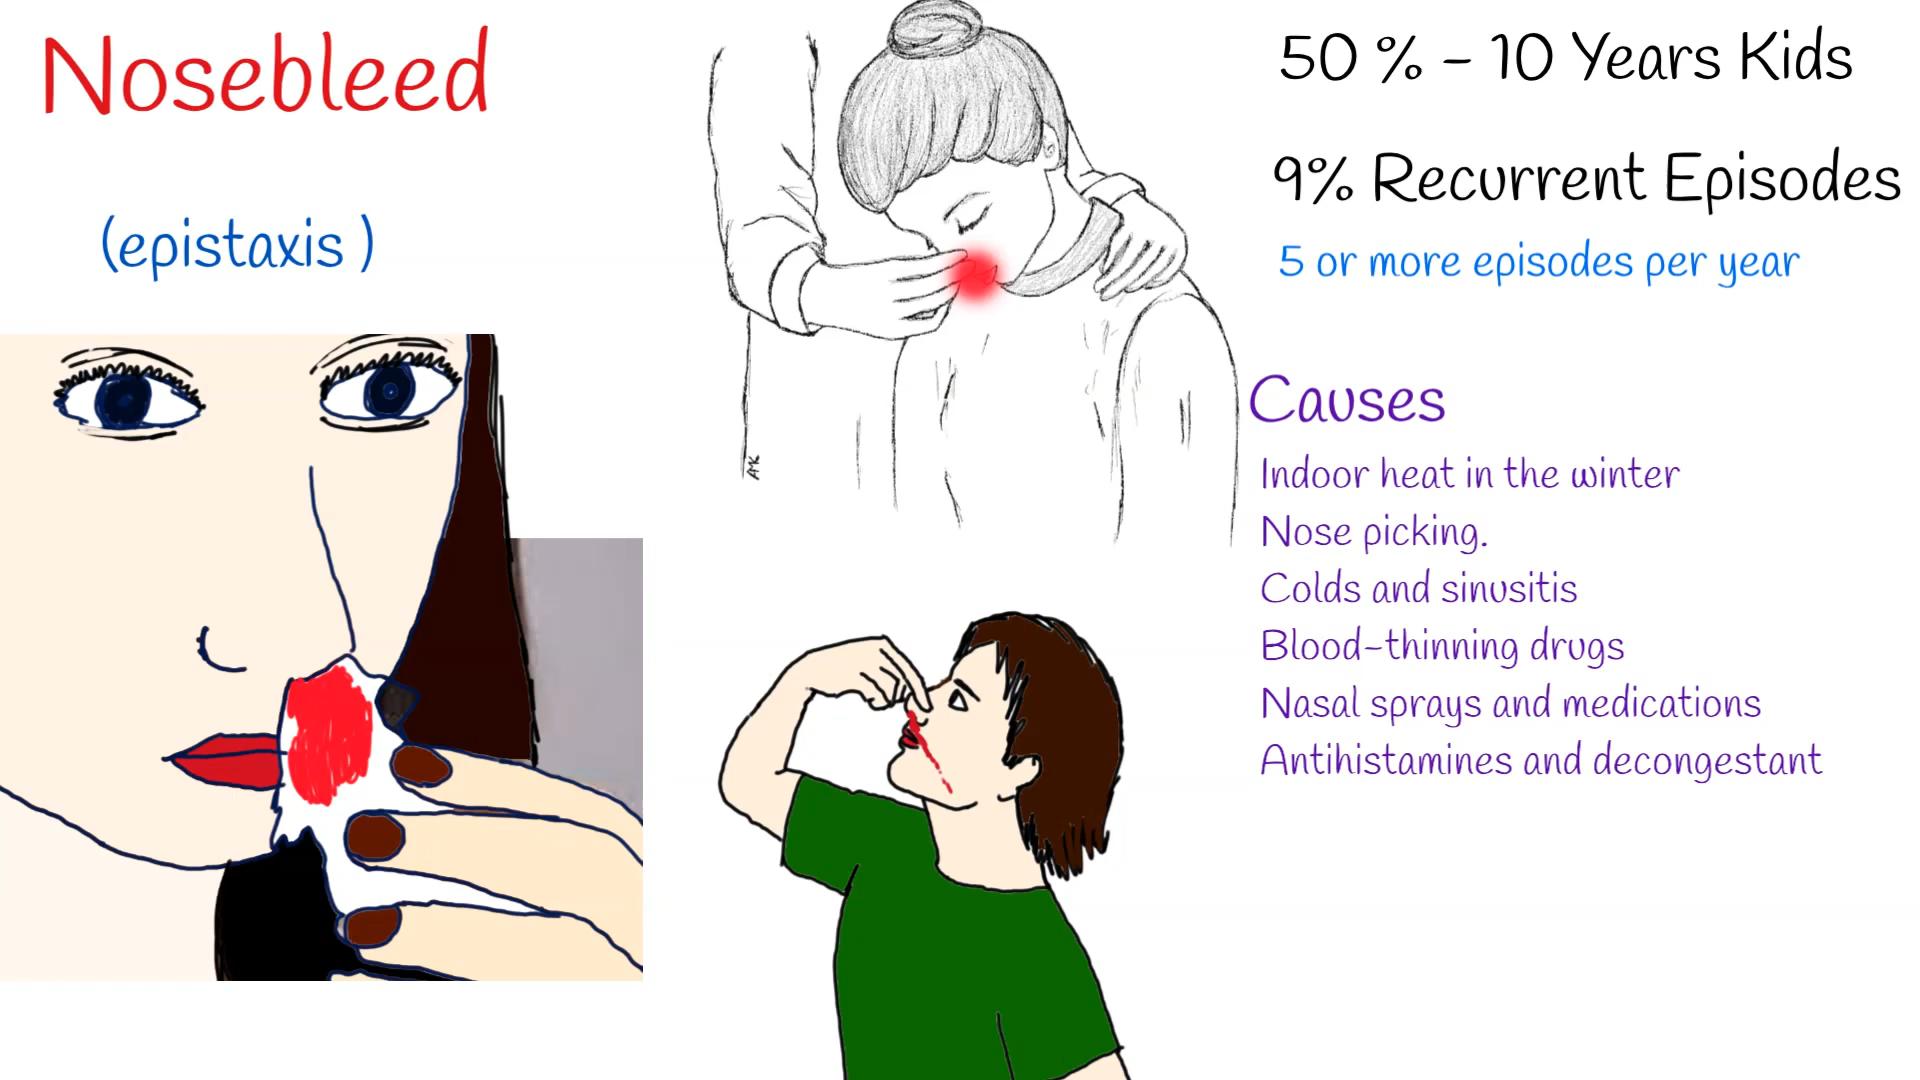 Nosebleed
(epistaxis )
50 % - 10 Years Kids
9% Recurrent Episodes
5 or more episodes per year
Causes
Indoor heat in the winter
Nose picking.
Colds and sinusitis
Blood-thinning drugs
Nasal sprays and medications
Antihistamines and decongestant
AMK